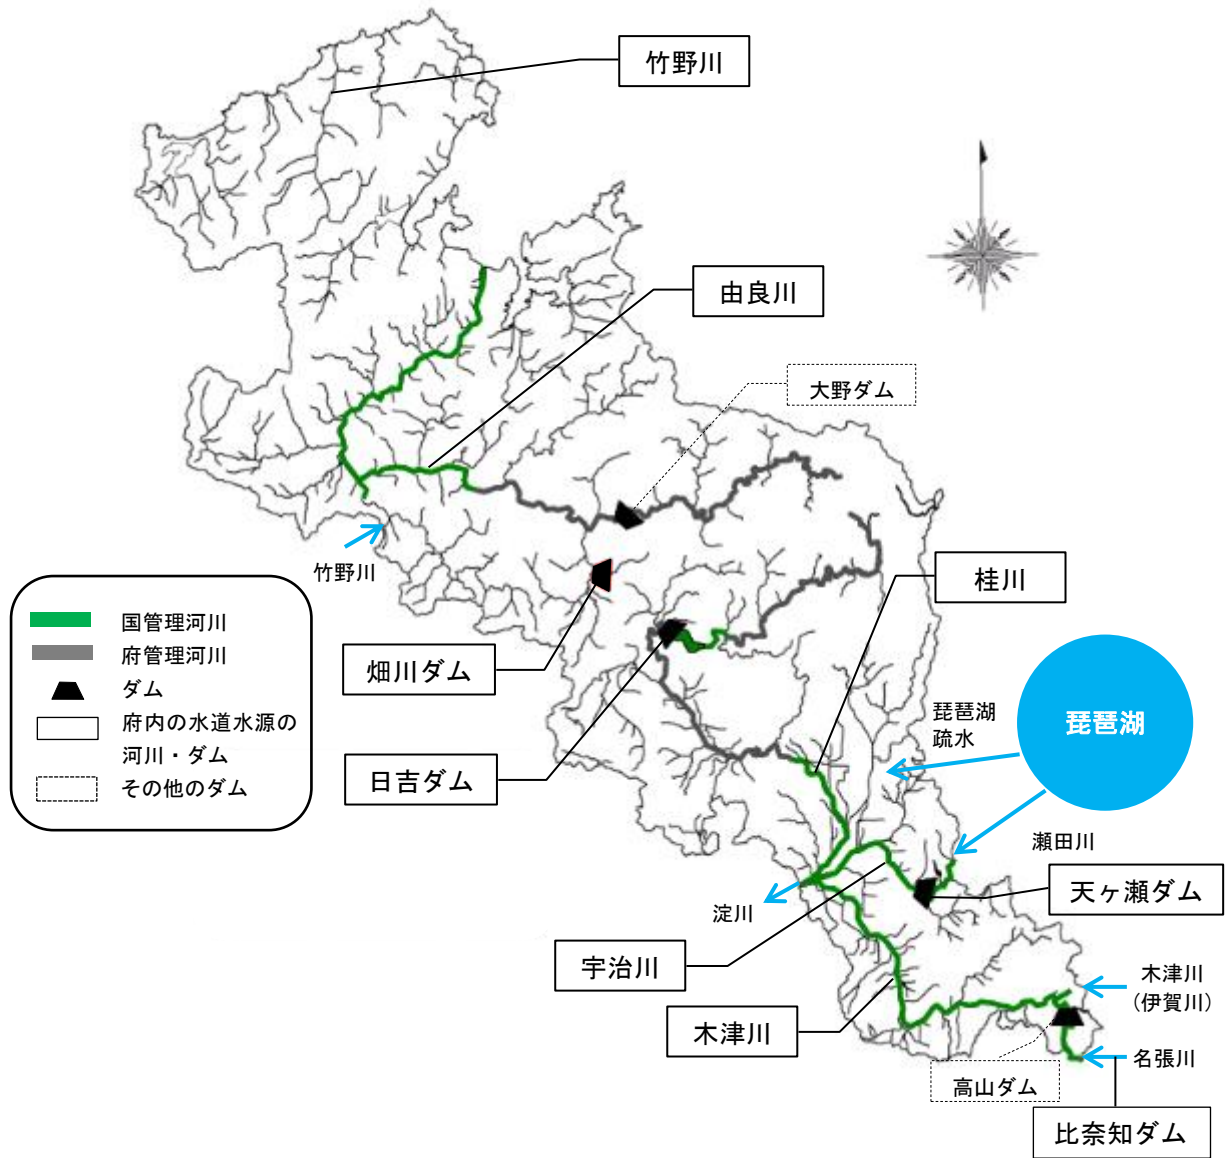 竹野川
由良川
大野ダム
竹野川
桂川
国管理河川
府管理河川
ダム
府内の水道水源の
河川・ダム
その他のダム
畑川ダム
日吉ダム
琵琶湖
疏水
琵琶湖
瀬田川
天ヶ瀬ダム
淀川
宇治川
木津川
木津川
(伊賀川)
名張川
高山ダム
比奈知ダム